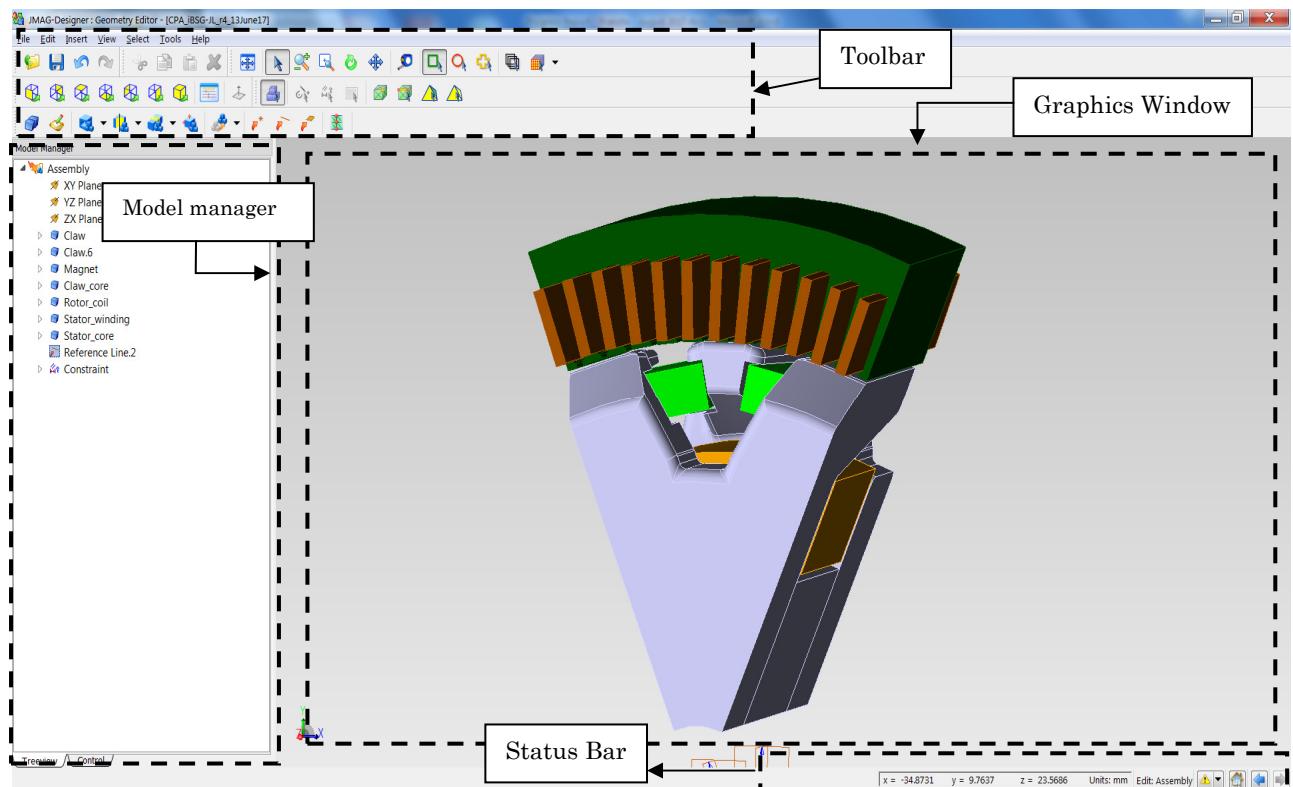 JMAG-Designer : Geometry Editor - [CPA_iBSG-JL_r4_13June17]
File Edit Insert View Select Tools Help
Toolbar
Graphics Window
Model Manager
Assembly
XY Plane
YZ Plane
ZX Plane
Model manager
Claw
Claw.6
Magnet
Claw_core
Rotor_coil
Stator_winding
Stator_core
Reference Line.2
Constraint
Y
Z X
Status Bar
Treeview Control
x = -34.8731 y = 9.7637 z = 23.5686 Units: mm Edit: Assembly